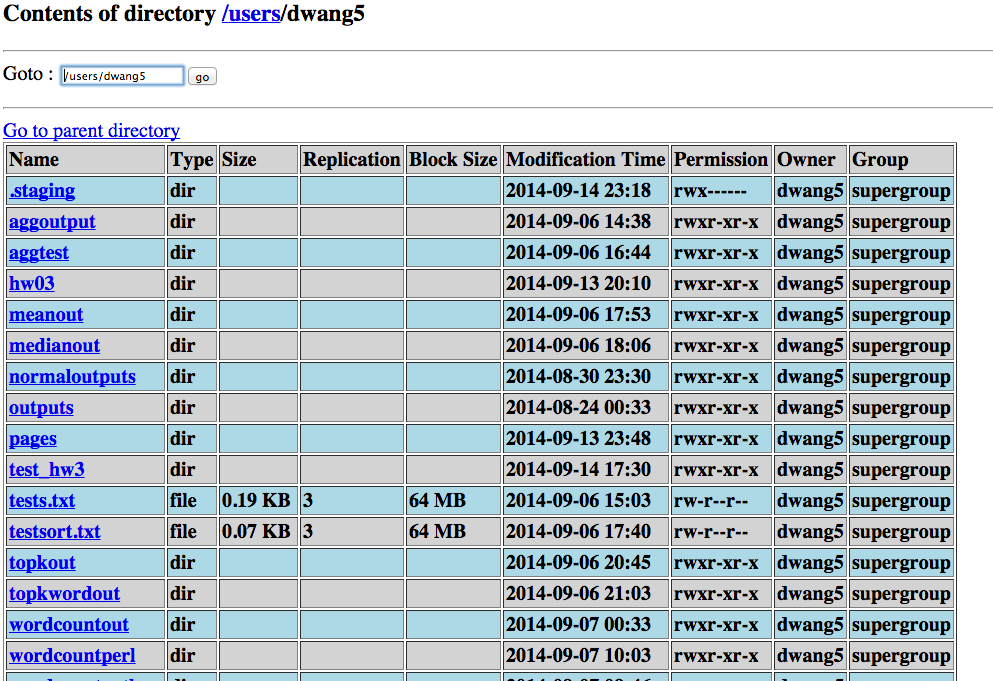 Contents of directory /users/dwang5
Goto : /users/dwang5 go
Go to parent directory
Name Type Size Replication Block Size Modification Time Permission Owner Group
.staging dir 2014-09-14 23:18 rwx------ dwang5 supergroup
aggoutput dir 2014-09-06 14:38 rwxr-xr-x dwang5 supergroup
aggtest dir 2014-09-06 16:44 rwxr-xr-x dwang5 supergroup
hw03 dir 2014-09-13 20:10 rwxr-xr-x dwang5 supergroup
meanout dir 2014-09-06 17:53 rwxr-xr-x dwang5 supergroup
medianout dir 2014-09-06 18:06 rwxr-xr-x dwang5 supergroup
normaloutputs dir 2014-08-30 23:30 rwxr-xr-x dwang5 supergroup
outputs dir 2014-08-24 00:33 rwxr-xr-x dwang5 supergroup
pages dir 2014-09-13 23:48 rwxr-xr-x dwang5 supergroup
test_hw3 dir 2014-09-14 17:30 rwxr-xr-x dwang5 supergroup
tests.txt file 0.19 KB 3 64 MB 2014-09-06 15:03 rw-r--r-- dwang5 supergroup
testsort.txt file 0.07 KB 3 64 MB 2014-09-06 17:40 rw-r--r-- dwang5 supergroup
topkout dir 2014-09-06 20:45 rwxr-xr-x dwang5 supergroup
topkwordout dir 2014-09-06 21:03 rwxr-xr-x dwang5 supergroup
wordcountout dir 2014-09-07 00:33 rwxr-xr-x dwang5 supergroup
wordcountperl dir 2014-09-07 10:03 rwxr-xr-x dwang5 supergroup